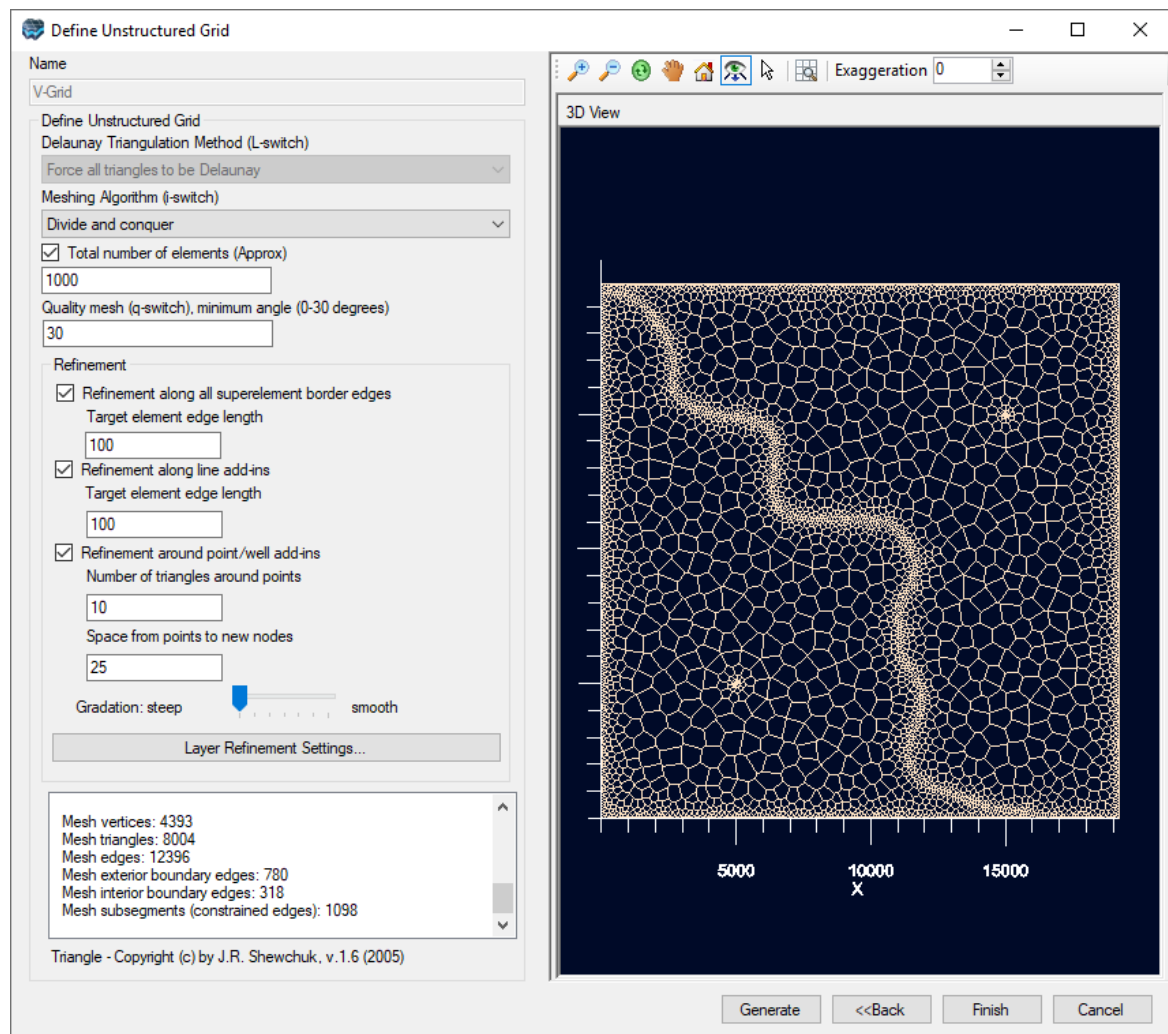 Define Unstructured Grid
Name
V-Grid
Define Unstructured Grid
Delaunay Triangulation Method (L-switch)
Force all triangles to be Delaunay
Meshing Algorithm (i-switch)
Divide and conquer
Total number of elements (Approx)
1000
Quality mesh (q-switch), minimum angle (0-30 degrees)
30
Refinement
Refinement along all superelement border edges
Target element edge length
100
Refinement along line add-ins
Target element edge length
100
Refinement around point/well add-ins
Number of triangles around points
10
Space from points to new nodes
25
Gradation: steep smooth
Layer Refinement Settings...
Mesh vertices: 4393
Mesh triangles: 8004
Mesh edges: 12396
Mesh exterior boundary edges: 780
Mesh interior boundary edges: 318
Mesh subsegments (constrained edges): 1098
Triangle - Copyright (c) by J.R. Shewchuk, v.1.6 (2005)
Exaggeration 0
3D View
5000 10000 15000
X
Generate <<Back Finish Cancel